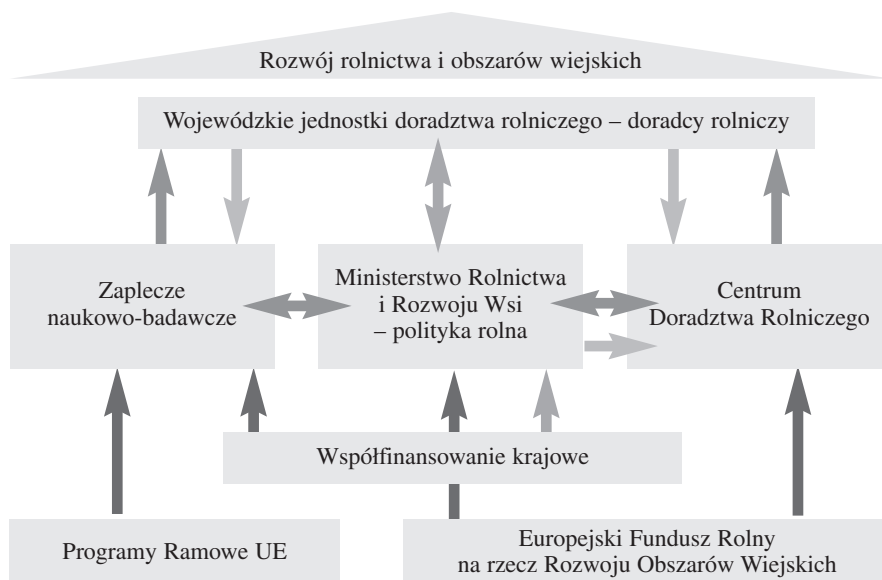 Rozwój rolnictwa i obszarów wiejskich
Wojewódzkie jednostki doradztwa rolniczego – doradcy rolniczy
Zaplecze
naukowo-badawcze
Ministerstwo Rolnictwa
i Rozwoju Wsi
– polityka rolna
Centrum
Doradztwa Rolniczego
Współfinansowanie krajowe
Programy Ramowe UE
Europejski Fundusz Rolny
na rzecz Rozwoju Obszarów Wiejskich